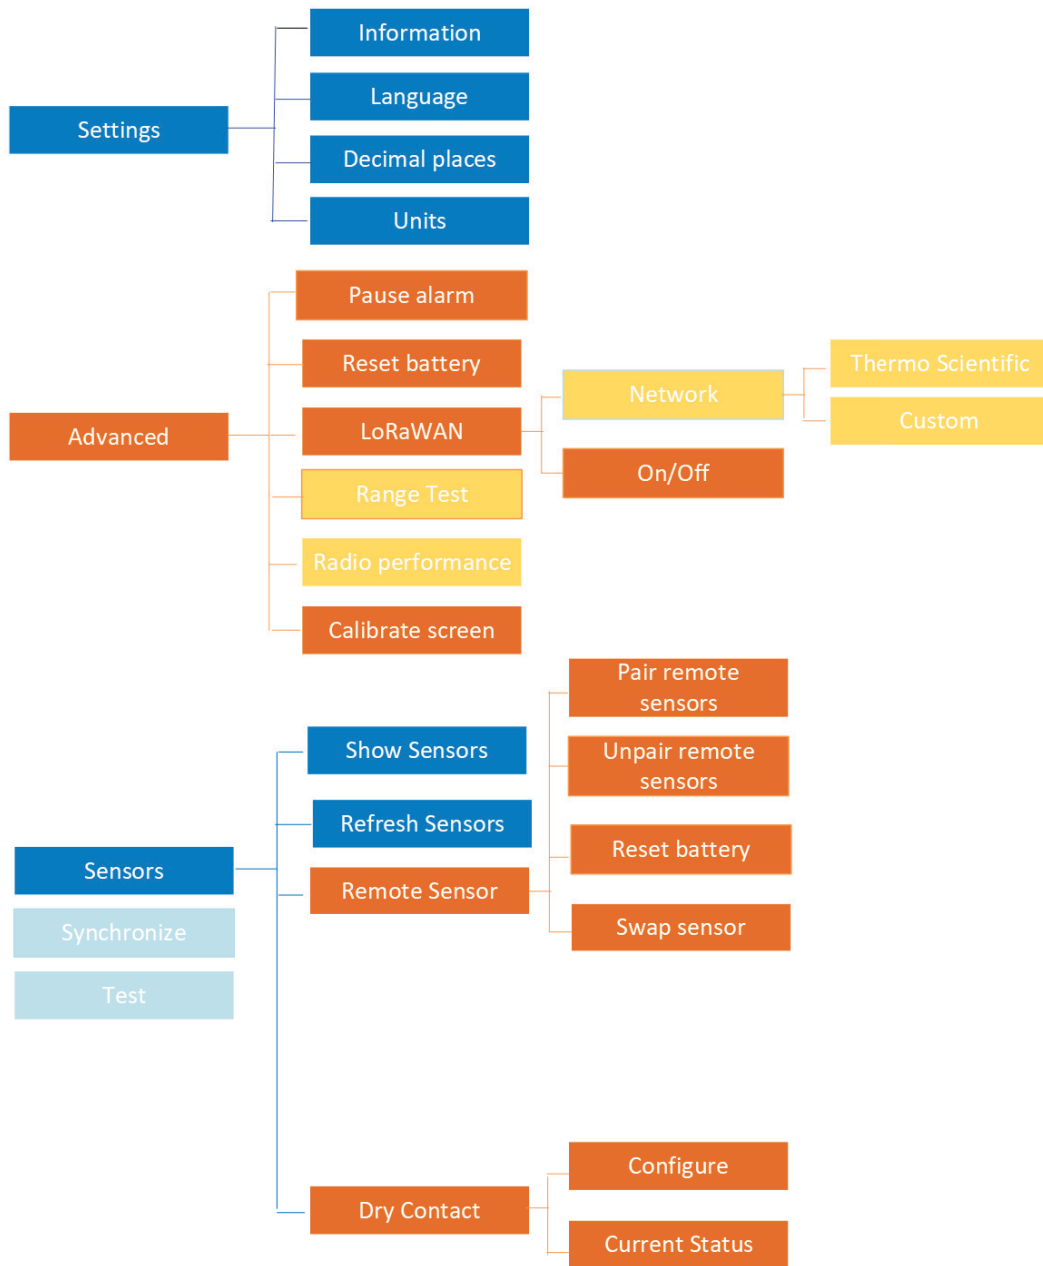 Settings
Information
Language
Decimal places
Units
Advanced
Pause alarm
Reset battery
LoRaWAN
Network
Thermo Scientific
Custom
On/Off
Range Test
Radio performance
Calibrate screen
Sensors
Show Sensors
Refresh Sensors
Remote Sensor
Pair remote
sensors
Unpair remote
sensors
Reset battery
Swap sensor
Dry Contact
Configure
Current Status
Synchronize
Test